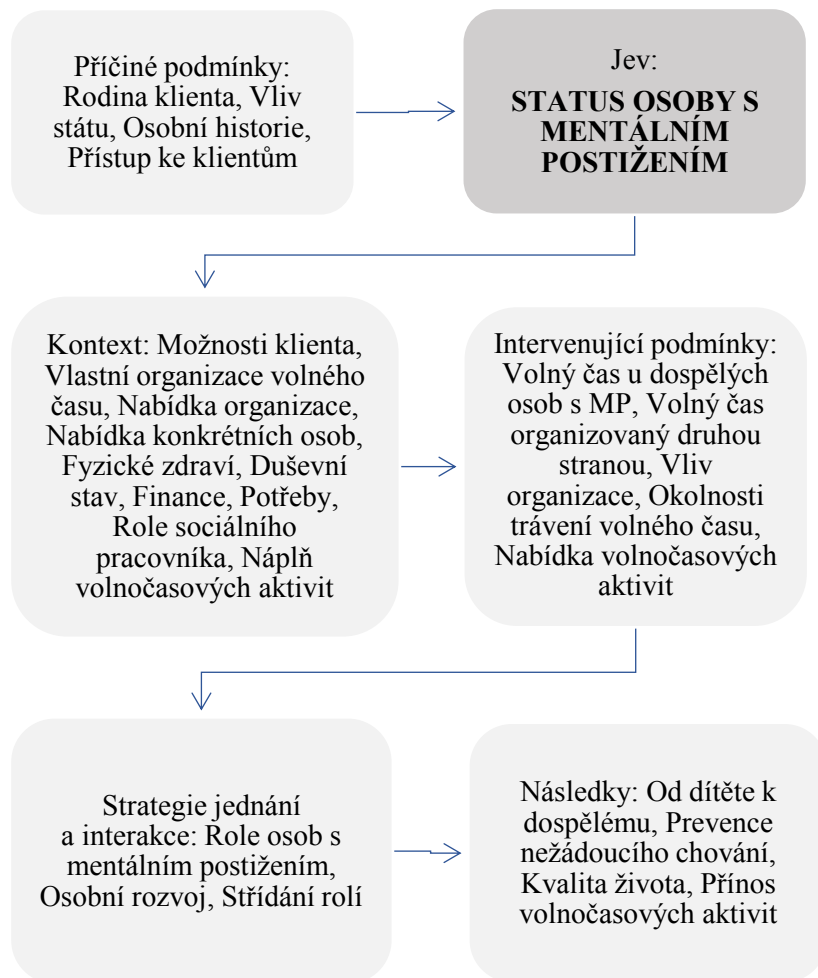 Příčiné podmínky:
Rodina klienta, Vliv
státu, Osobní historie,
Přístup ke klientům
Jev:
STATUS OSOBY S
MENTÁLNÍM
POSTIŽENÍM
Kontext: Možnosti klienta,
Vlastní organizace volného
času, Nabídka organizace,
Nabídka konkrétních osob,
Fyzické zdraví, Duševní
stav, Finance, Potřeby,
Role sociálního
pracovníka, Náplň
volnočasových aktivit
Intervenující podmínky:
Volný čas u dospělých
osob s MP, Volný čas
organizovaný druhou
stranou, Vliv
organizace, Okolnosti
trávení volného času,
Nabídka volnočasových
aktivit
Strategie jednání
a interakce: Role osob s
mentálním postižením,
Osobní rozvoj, Střídání rolí
Následky: Od dítěte k
dospělému, Prevence
nežádoucího chování,
Kvalita života, Přínos
volnočasových aktivit